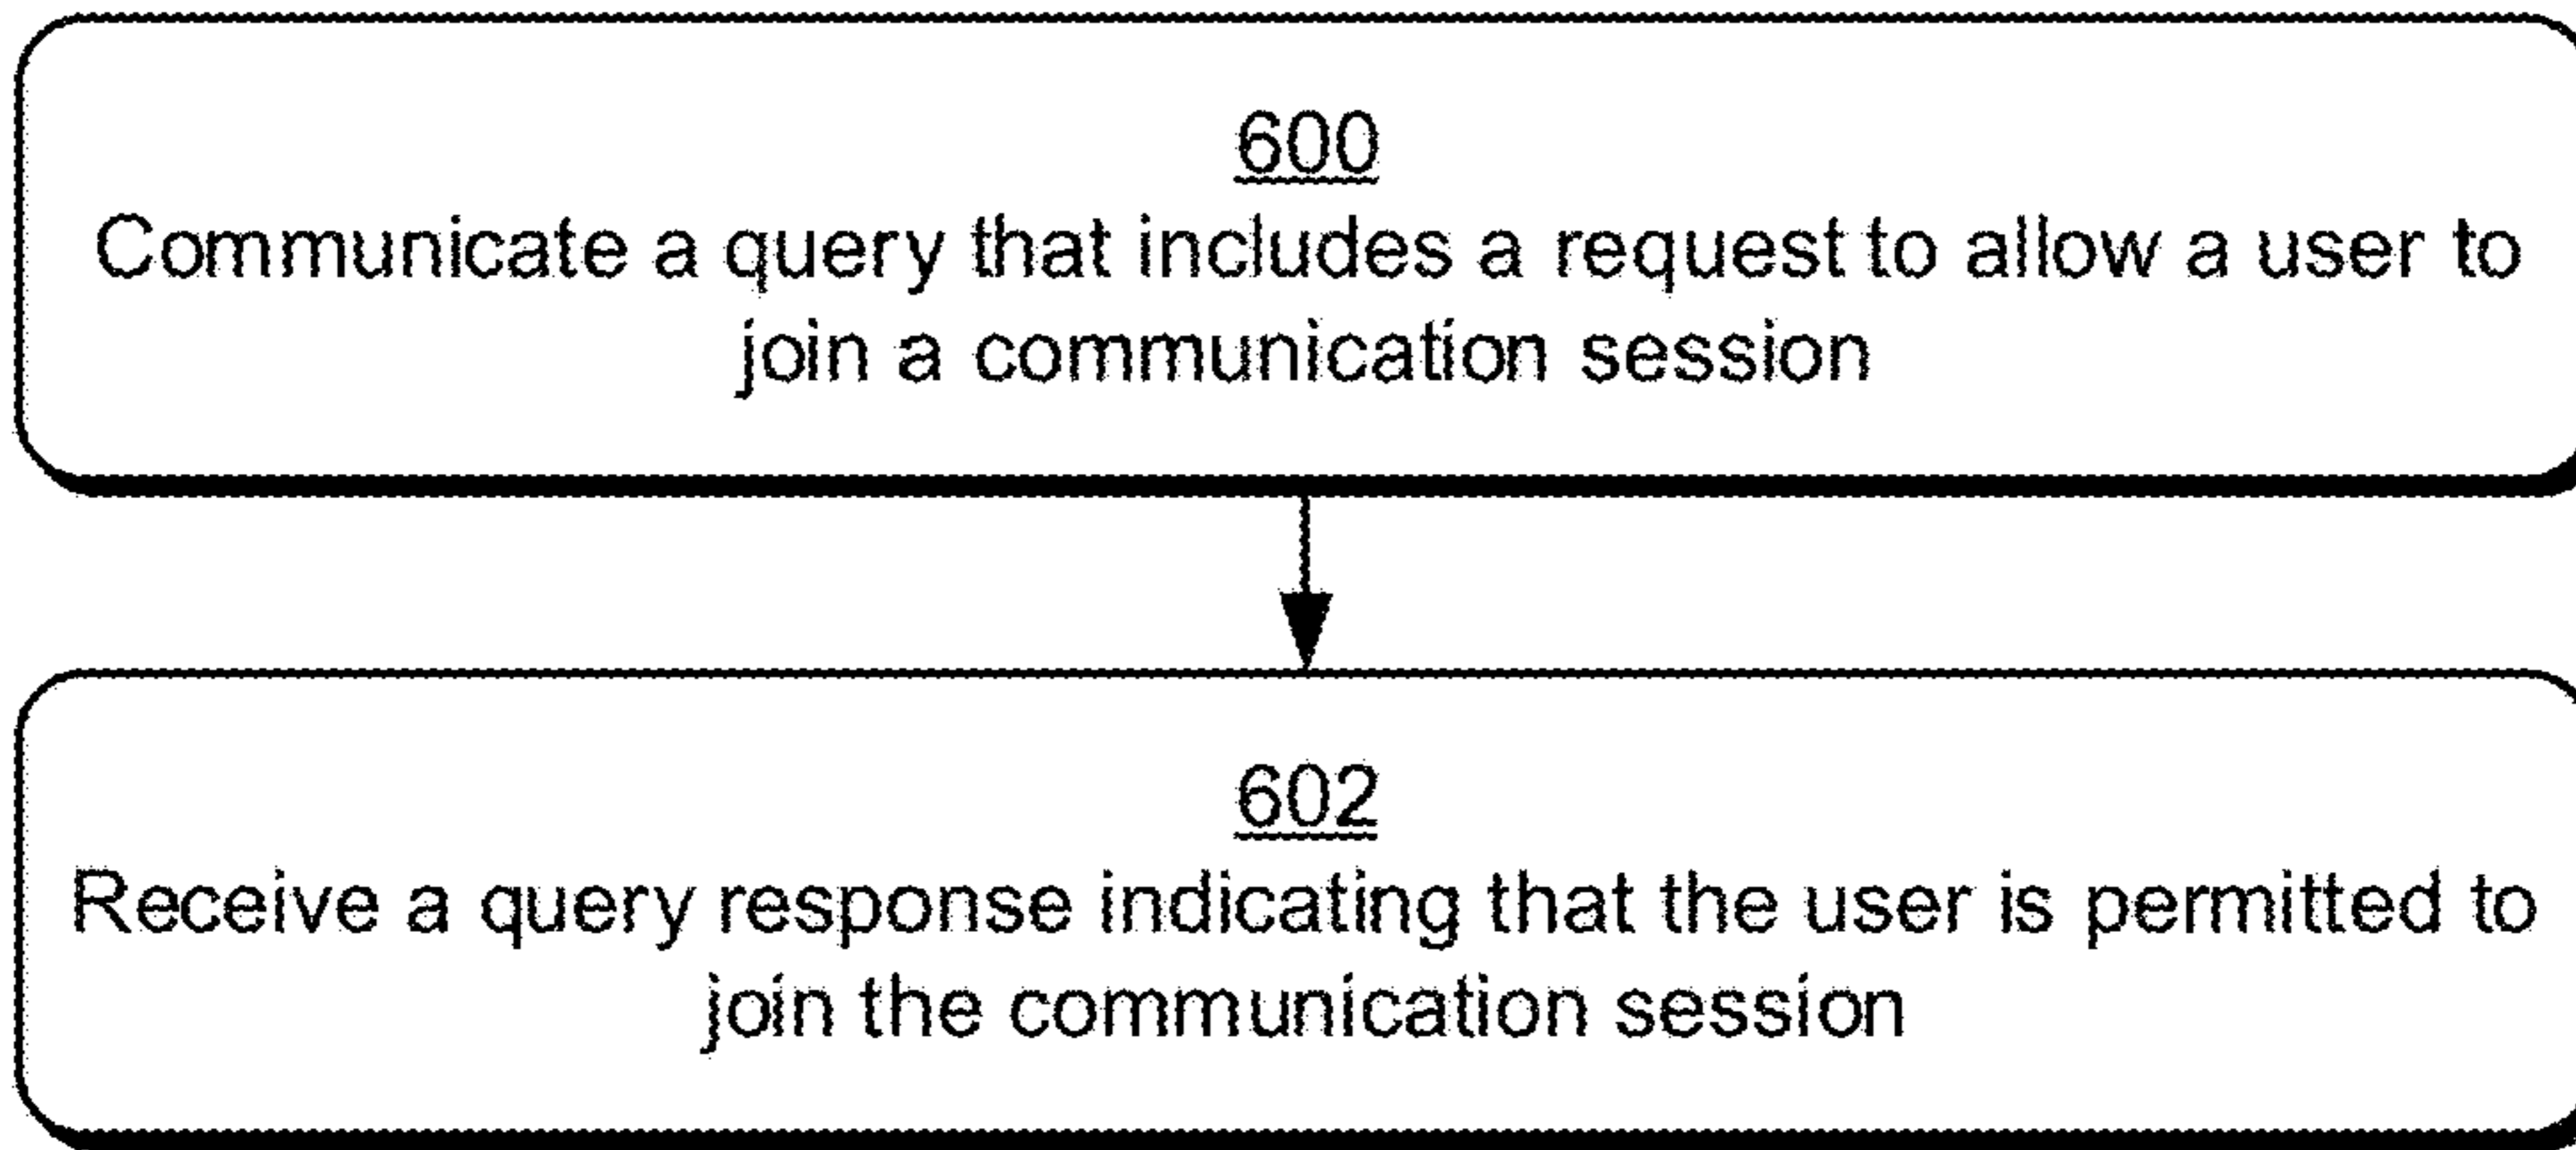 600
Communicate a query that includes a request to allow a user to
join a communication session
602
Receive a query response indicating that the user is permitted to
join the communication session